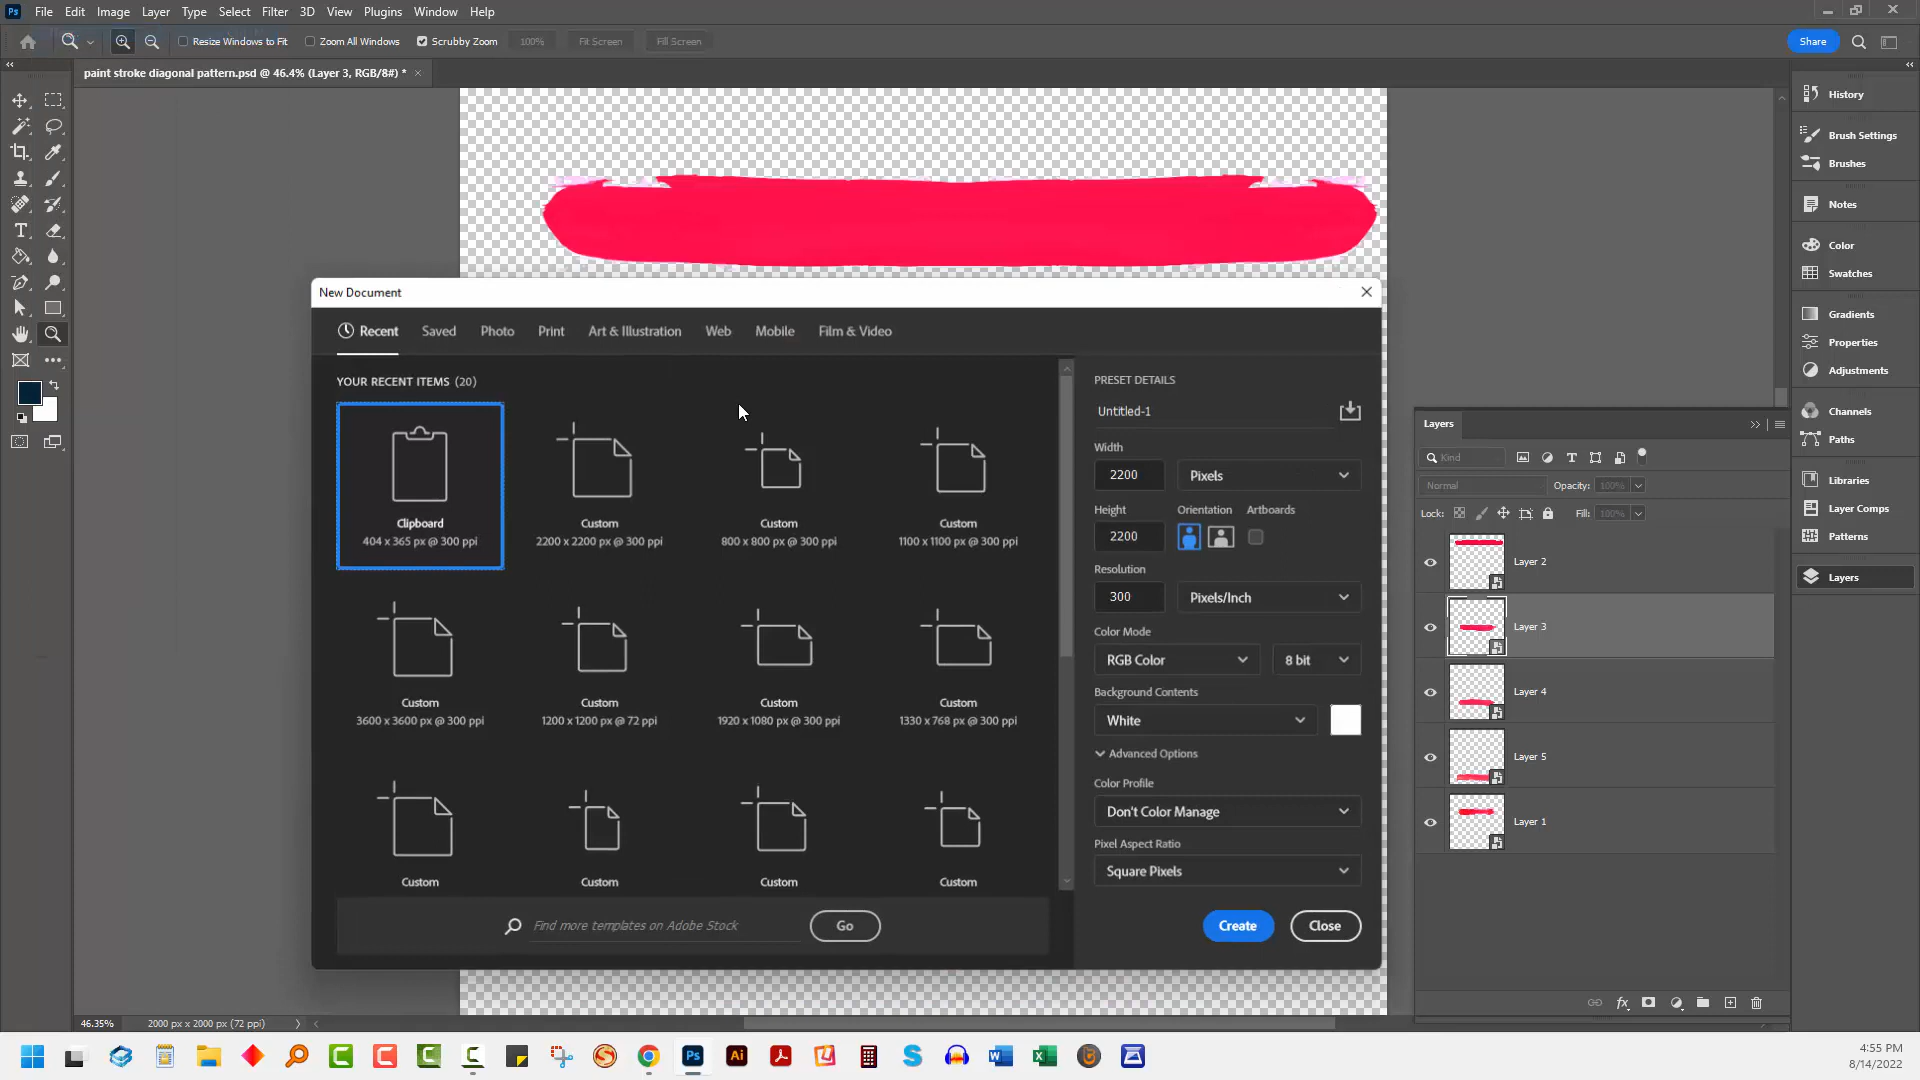 Ps File Edit Image Layer Type Select Filter 3D View Plugins Window Help
Resize Windows to Fit Zoom All Windows Scrubby Zoom 100% Fit Screen Fill Screen Share
paint stroke diagonal pattern.psd @ 46.4% (Layer 3, RGB/8#) * ×
History
Brush Settings
Brushes
Notes
Color
Swatches
Gradients
Properties
Adjustments
Channels
Paths
Libraries
Layer Comps
Patterns
Layers
New Document
Recent Saved Photo Print Art & Illustration Web Mobile Film & Video
YOUR RECENT ITEMS (20)
Clipboard
404 x 365 px @ 300 ppi
Custom
2200 x 2200 px @ 300 ppi
Custom
800 x 800 px @ 300 ppi
Custom
1100 x 1100 px @ 300 ppi
Custom
3600 x 3600 px @ 300 ppi
Custom
1200 x 1200 px @ 72 ppi
Custom
1920 x 1080 px @ 300 ppi
Custom
1330 x 768 px @ 300 ppi
Custom
Custom
Custom
Custom
Find more templates on Adobe Stock Go
PRESET DETAILS
Untitled-1
Width
2200 Pixels
Height Orientation Artboards
2200
Resolution
300 Pixels/Inch
Color Mode
RGB Color 8 bit
Background Contents
White
Advanced Options
Color Profile
Don't Color Manage
Pixel Aspect Ratio
Square Pixels
Create Close
Layers
Kind
Normal Opacity: 100%
Lock: Fill: 100%
Layer 2
Layer 3
Layer 4
Layer 5
Layer 1
46.35% 2000 px x 2000 px (72 ppi)
4:55 PM
8/14/2022